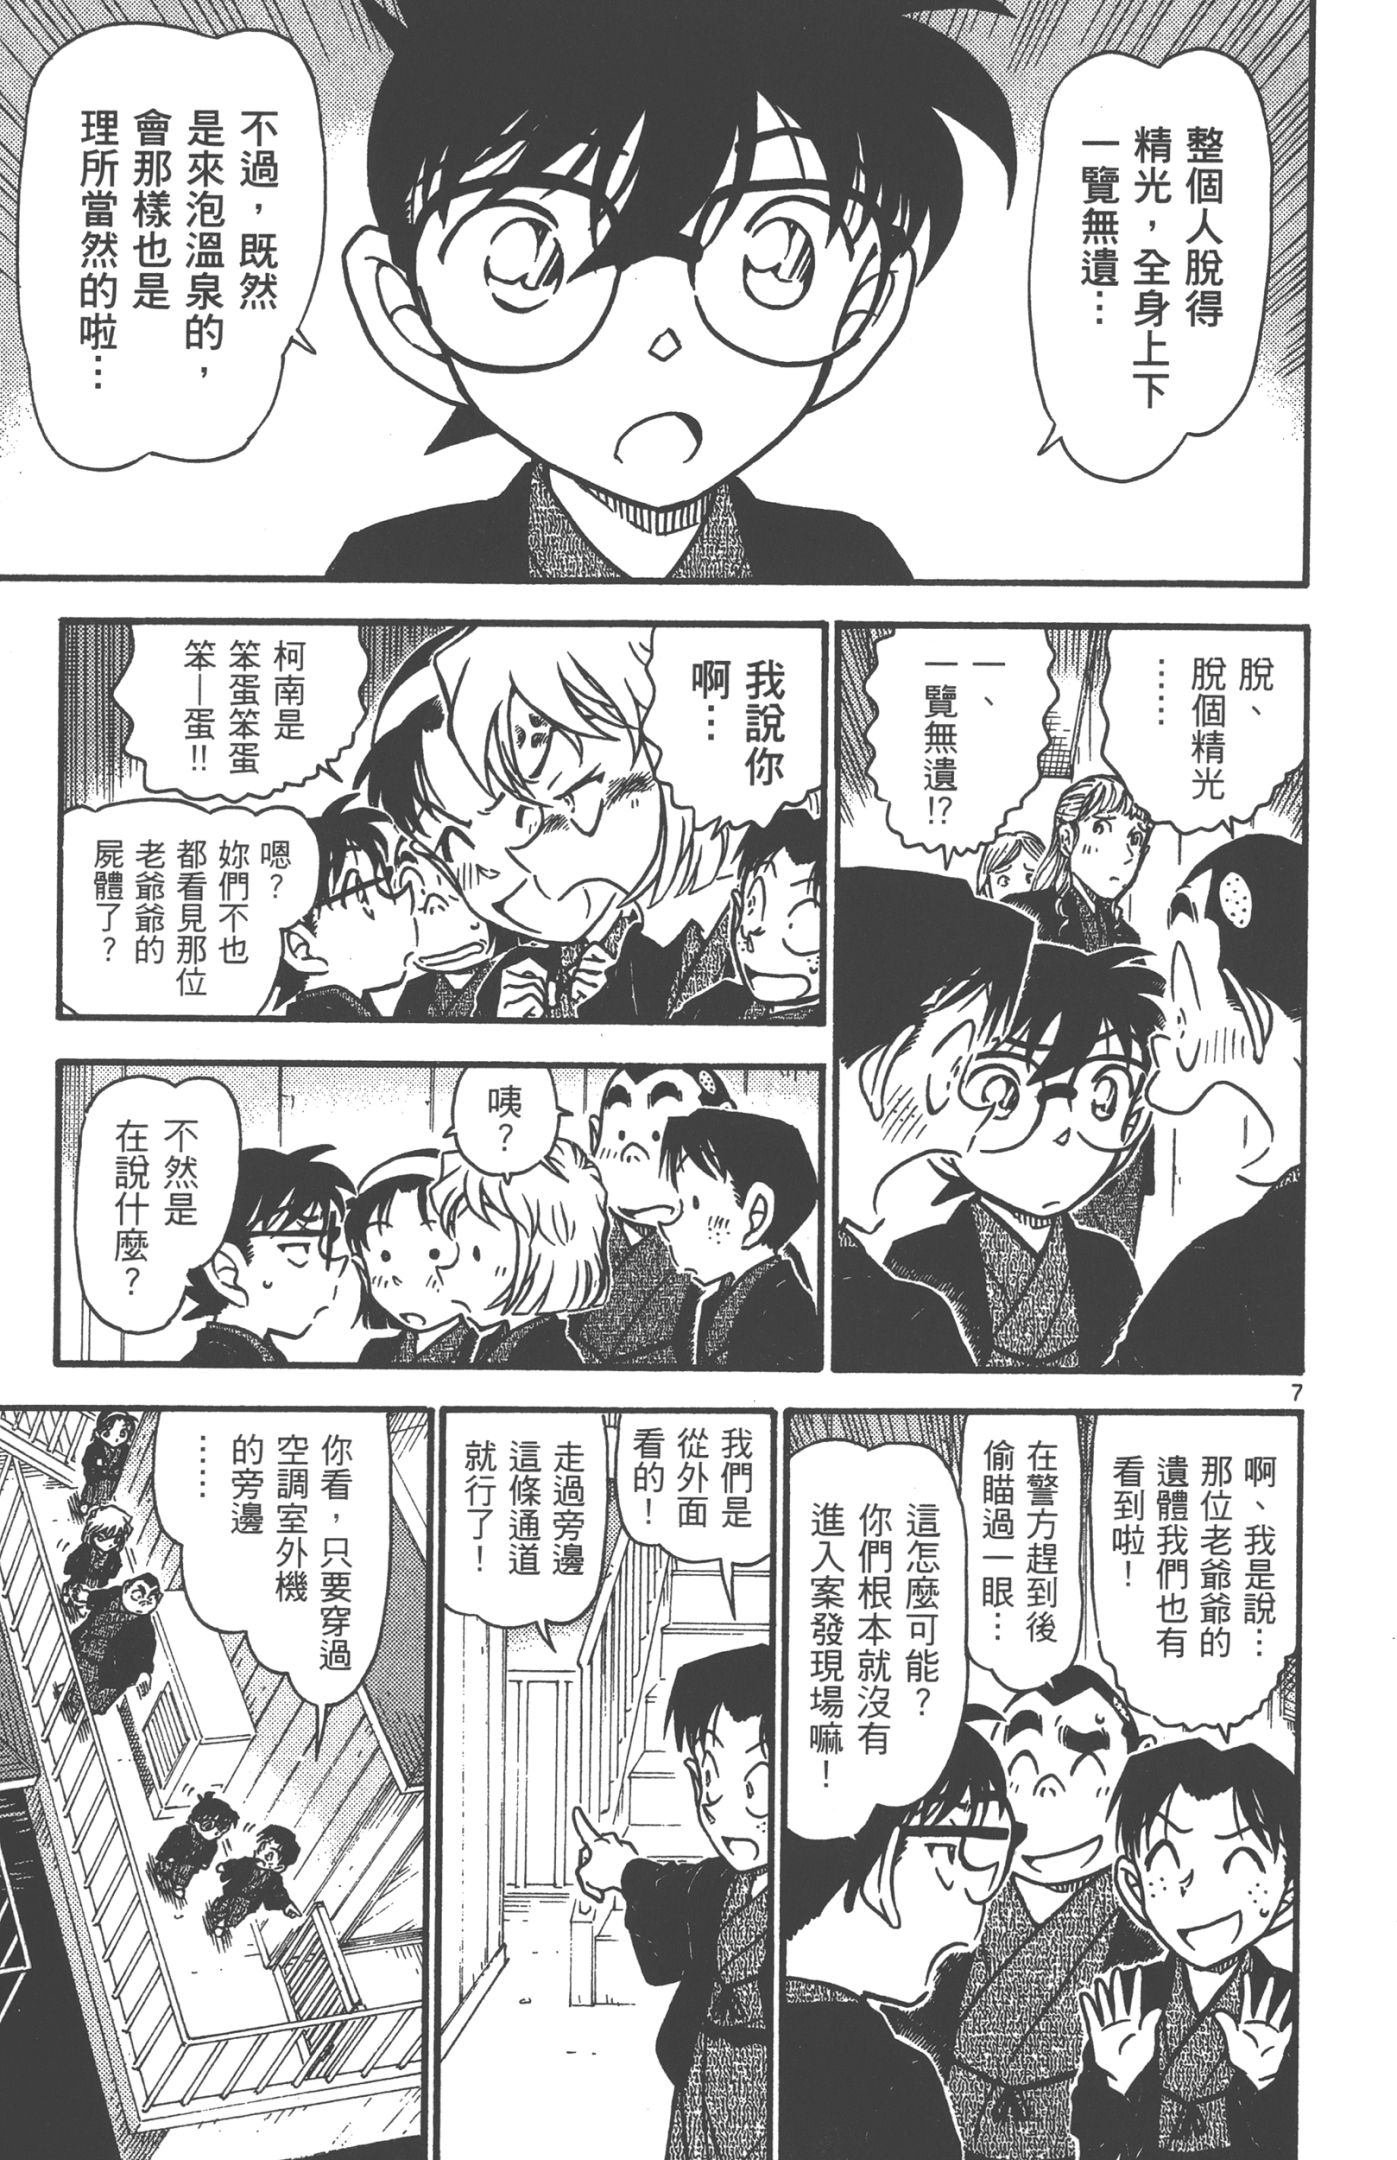 整個人脫得
精光，全身上下
一覽無遺…
不過，既然
是來泡溫泉的，
會那樣也是
理所當然的啦…
脫、
脫個精光
……
一、
一覽無遺!?
我說你
啊…
柯南是
笨蛋笨蛋
笨—蛋!!
嗯？
妳們不也
都看見那位
老爺爺的
屍體了？
咦？
不然是
在說什麼？
7
啊、我是說…
那位老爺爺的
遺體我們也有
看到啦！
在警方趕到後
偷瞄過一眼…
這怎麼可能？
你們根本就沒有
進入案發現場嘛！
我們是
從外面
看的！
走過旁邊
這條通道
就行了！
你看，只要穿過
空調室外機
的旁邊
……